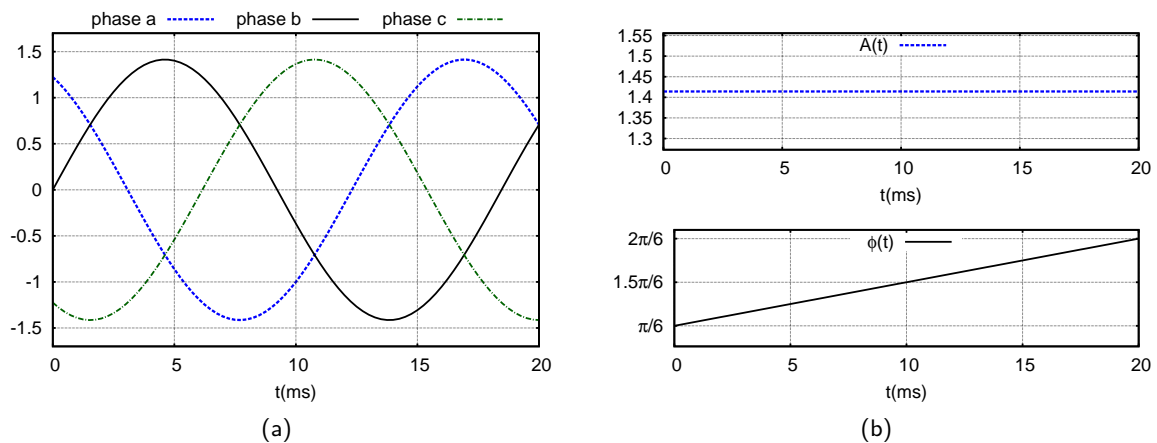 phase a phase b phase c
1.5
1
0.5
0
-0.5
-1
-1.5
0 5 10 15 20
t(ms)
(a)
A(t)
1.55
1.5
1.45
1.4
1.35
1.3
0 5 10 15 20
t(ms)
ϕ(t)
2π/6
1.5π/6
π/6
0 5 10 15 20
t(ms)
(b)